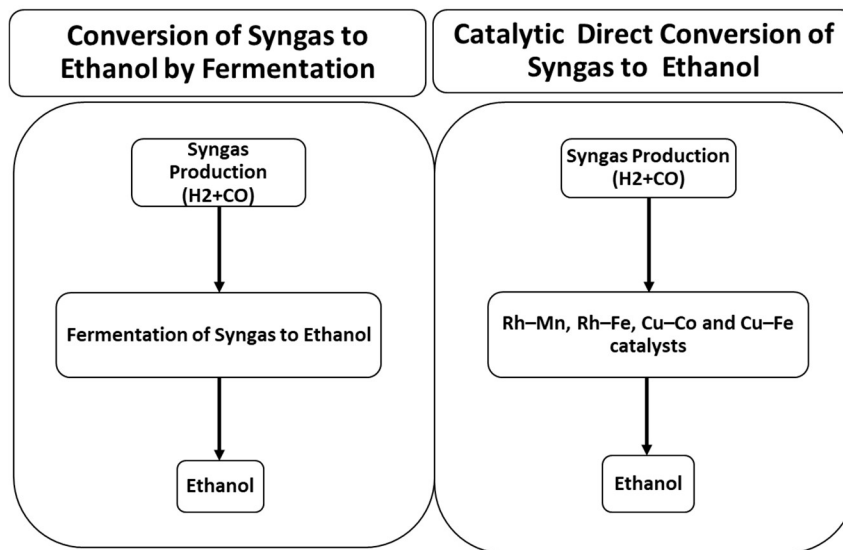 Conversion of Syngas to
Ethanol by Fermentation
Syngas
Production
(H2+CO)
Fermentation of Syngas to Ethanol
Ethanol
Catalytic Direct Conversion of
Syngas to Ethanol
Syngas Production
(H2+CO)
Rh–Mn, Rh–Fe, Cu–Co and Cu–Fe
catalysts
Ethanol